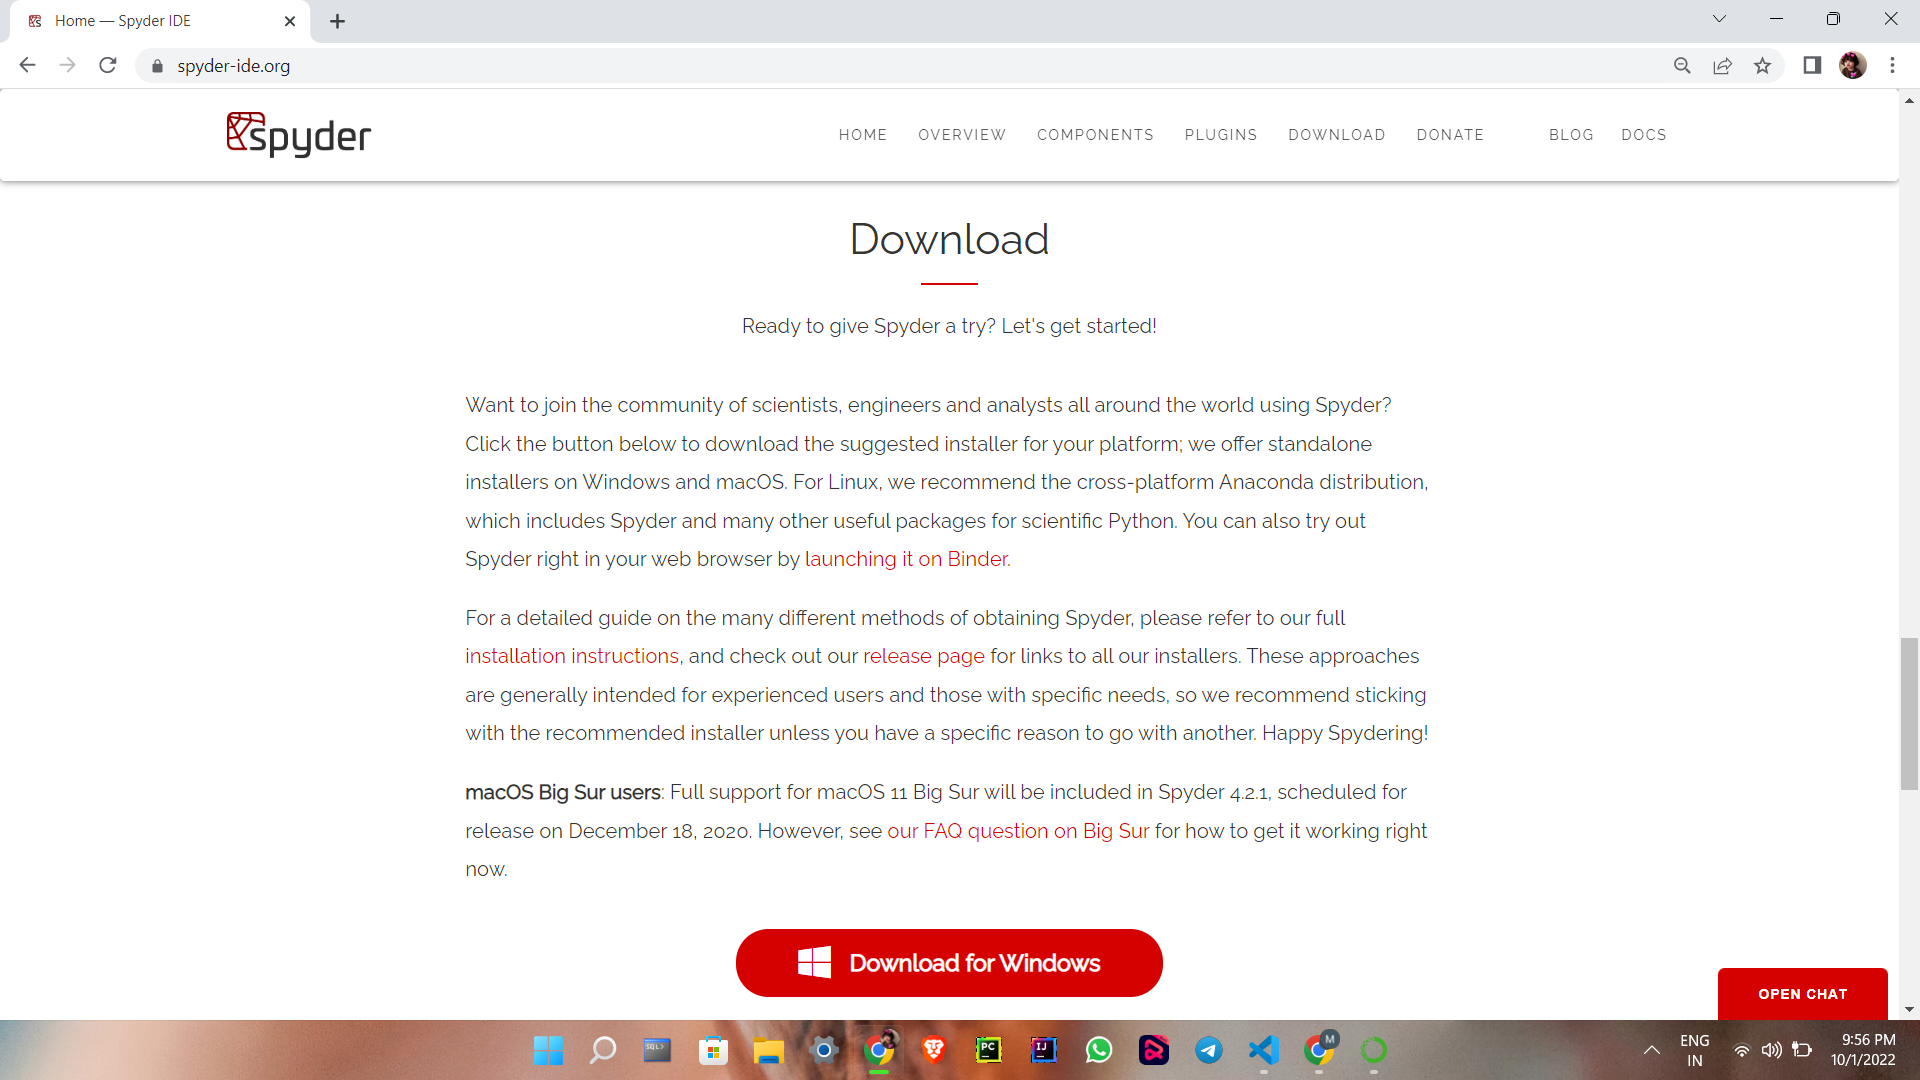 Home — Spyder IDE
spyder-ide.org
spyder
HOME OVERVIEW COMPONENTS PLUGINS DOWNLOAD DONATE BLOG DOCS
Download
Ready to give Spyder a try? Let's get started!
Want to join the community of scientists, engineers and analysts all around the world using Spyder?
Click the button below to download the suggested installer for your platform; we offer standalone
installers on Windows and macOS. For Linux, we recommend the cross-platform Anaconda distribution,
which includes Spyder and many other useful packages for scientific Python. You can also try out
Spyder right in your web browser by launching it on Binder.
For a detailed guide on the many different methods of obtaining Spyder, please refer to our full
installation instructions, and check out our release page for links to all our installers. These approaches
are generally intended for experienced users and those with specific needs, so we recommend sticking
with the recommended installer unless you have a specific reason to go with another. Happy Spydering!
macOS Big Sur users: Full support for macOS 11 Big Sur will be included in Spyder 4.2.1, scheduled for
release on December 18, 2020. However, see our FAQ question on Big Sur for how to get it working right
now.
Download for Windows
OPEN CHAT
SQL>
PC
IJ
M
ENG
IN
9:56 PM
10/1/2022